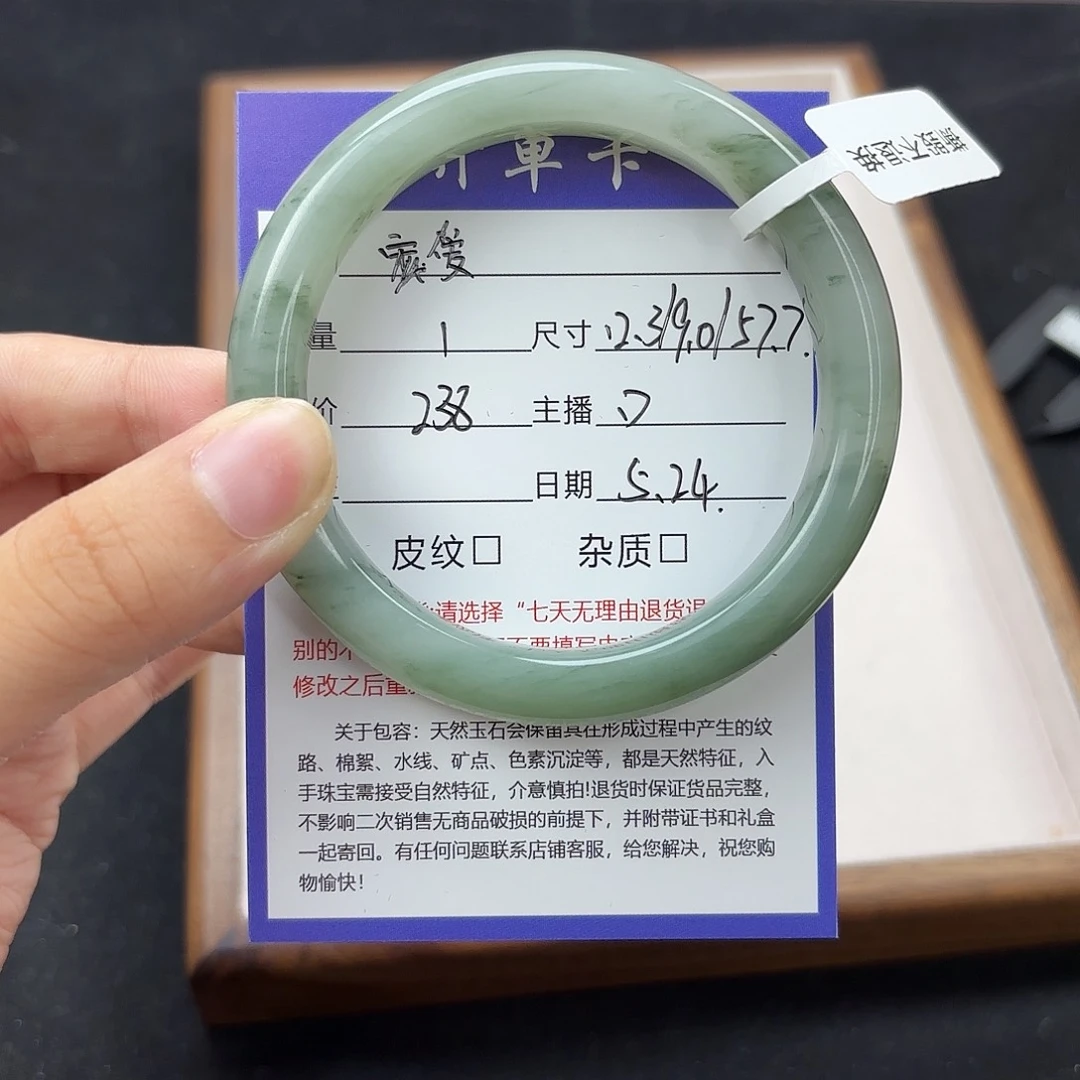 单卡
量 1 尺寸 12.3/9.0/57.7.
价 238 主播
日期 5.24.
皮纹□ 杂质□
请选择“七天无理由退货退
别的不
修改之后重
关于包容：天然玉石会保留其在形成过程中产生的纹
路、棉絮、水线、矿点、色素沉淀等，都是天然特征，入
手珠宝需接受自然特征，介意慎拍!退货时保证货品完整，
不影响二次销售无商品破损的前提下，并附带证书和礼盒
一起寄回。有任何问题联系店铺客服，给您解决，祝您购
物愉快！
撕毁不退换